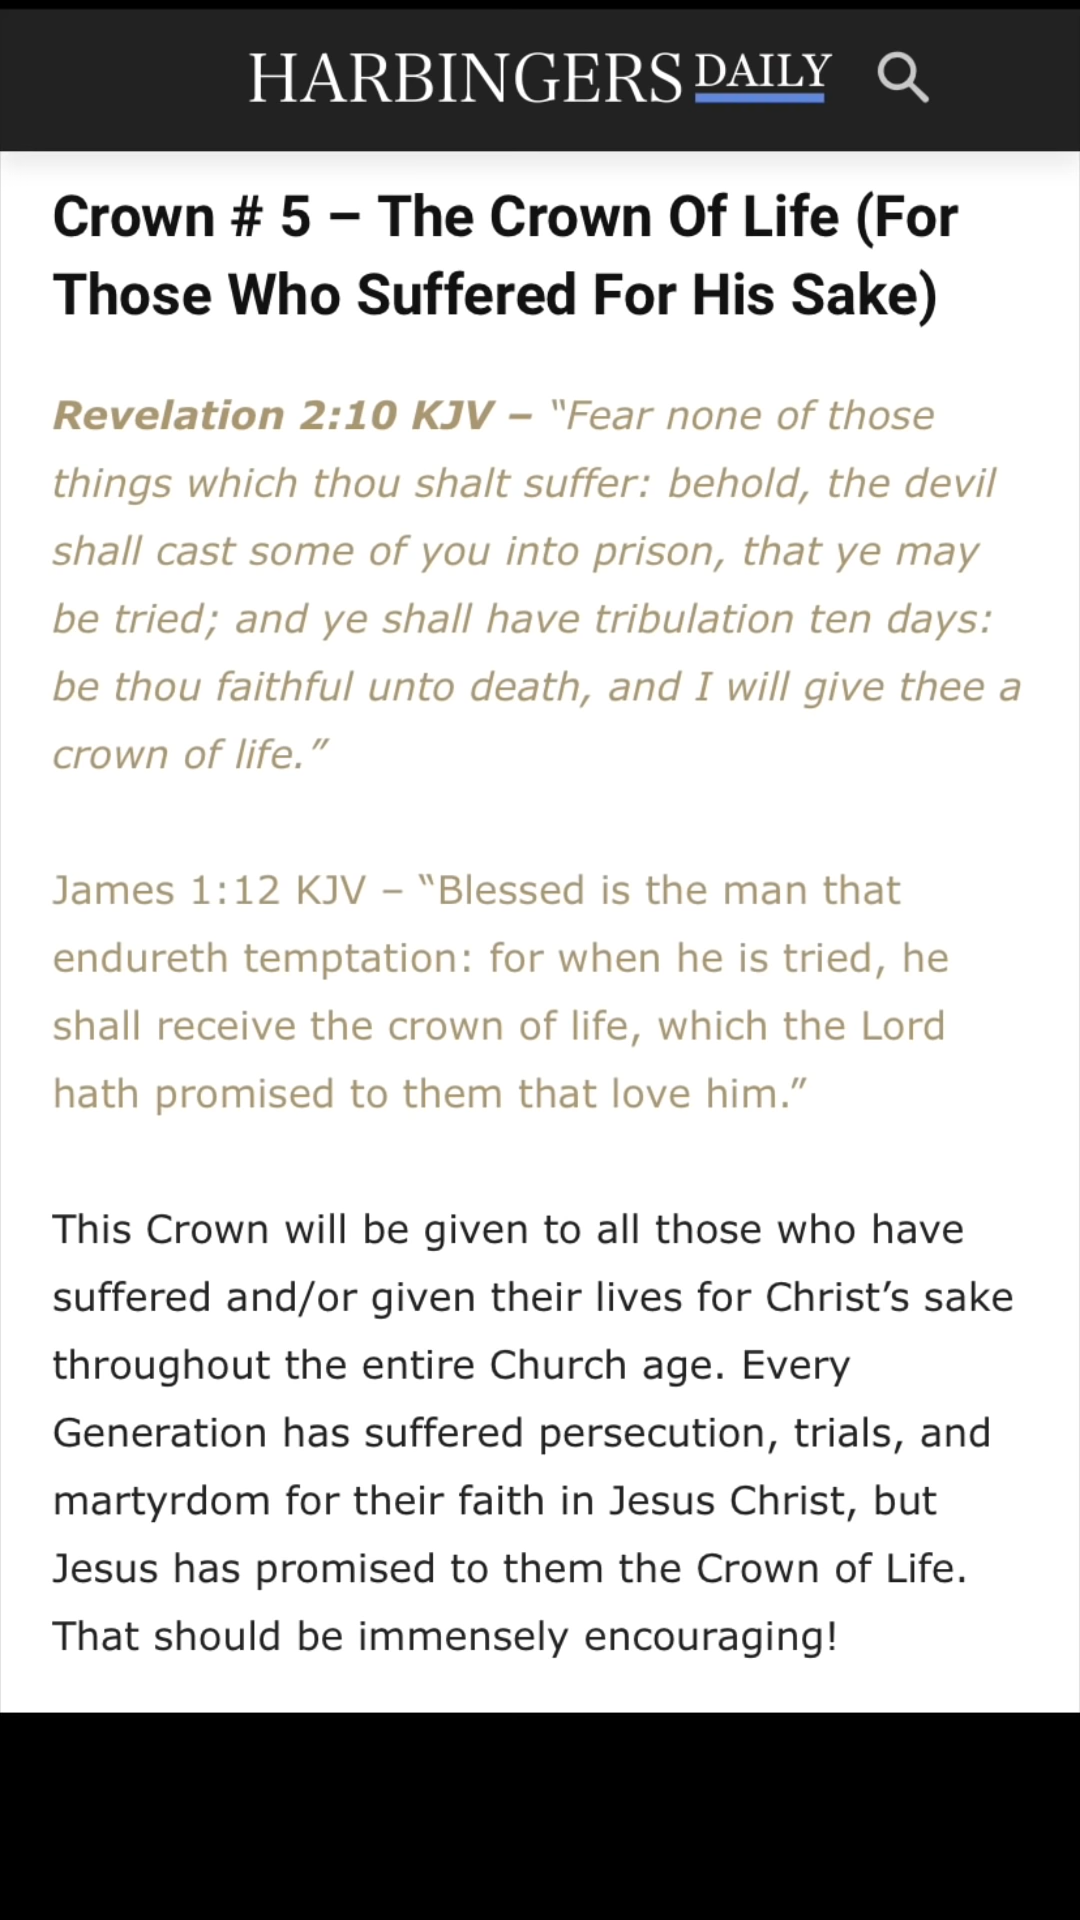 HARBINGERS DAILY
Crown # 5 – The Crown Of Life (For
Those Who Suffered For His Sake)
Revelation 2:10 KJV – “Fear none of those
things which thou shalt suffer: behold, the devil
shall cast some of you into prison, that ye may
be tried; and ye shall have tribulation ten days:
be thou faithful unto death, and I will give thee a
crown of life.”
James 1:12 KJV – “Blessed is the man that
endureth temptation: for when he is tried, he
shall receive the crown of life, which the Lord
hath promised to them that love him.”
This Crown will be given to all those who have
suffered and/or given their lives for Christ’s sake
throughout the entire Church age. Every
Generation has suffered persecution, trials, and
martyrdom for their faith in Jesus Christ, but
Jesus has promised to them the Crown of Life.
That should be immensely encouraging!